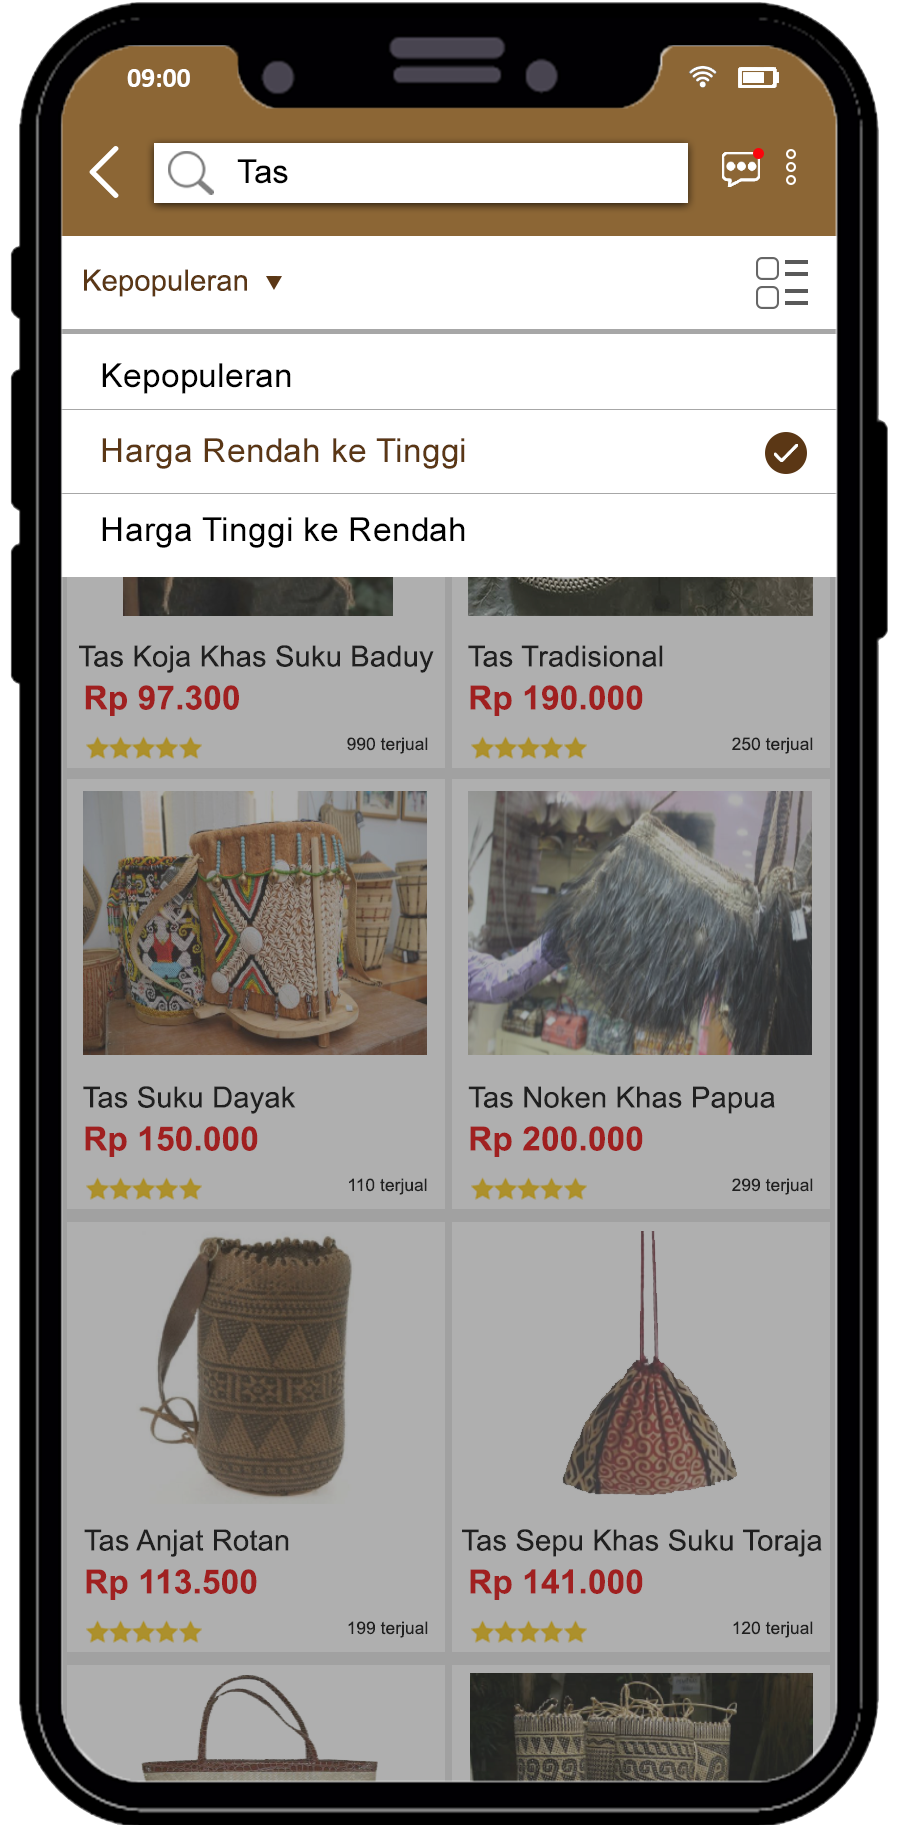 09:00
Tas
Kepopuleran
Kepopuleran
Harga Rendah ke Tinggi
Harga Tinggi ke Rendah
Tas Koja Khas Suku Baduy
Rp 97.300
990 terjual
Tas Tradisional
Rp 190.000
250 terjual
Tas Suku Dayak
Rp 150.000
110 terjual
Tas Noken Khas Papua
Rp 200.000
299 terjual
Tas Anjat Rotan
Rp 113.500
199 terjual
Tas Sepu Khas Suku Toraja
Rp 141.000
120 terjual